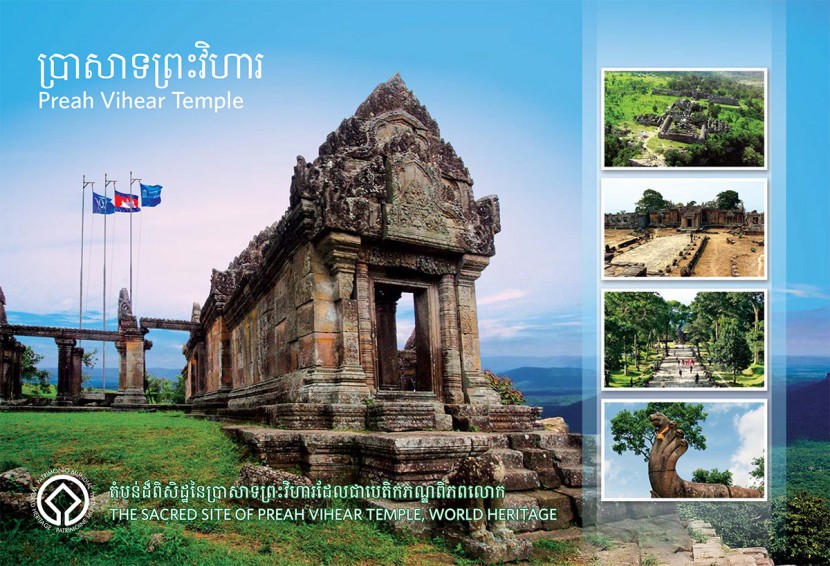 ប្រាសាទព្រះវិហារ
Preah Vihear Temple
តំបន់ដ៏ពិសិដ្ឋនៃប្រាសាទព្រះវិហារដែលជាបេតិកភណ្ឌពិភពលោក
THE SACRED SITE OF PREAH VIHEAR TEMPLE, WORLD HERITAGE